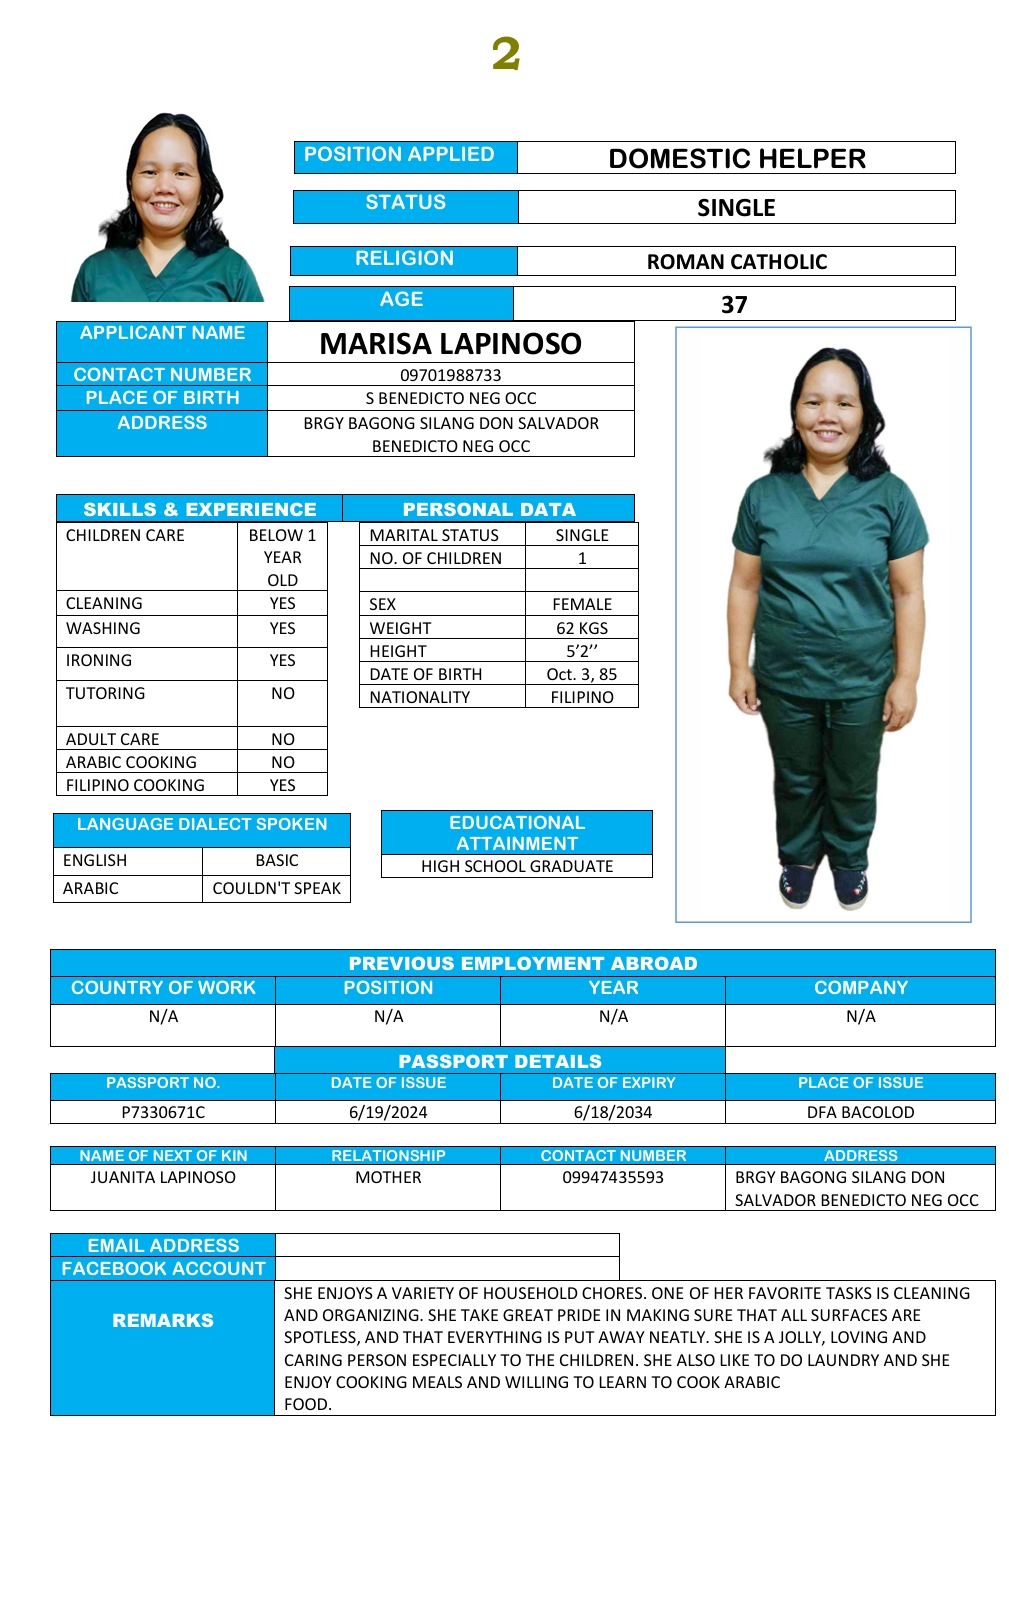 2
POSITION APPLIED DOMESTIC HELPER
STATUS SINGLE
RELIGION ROMAN CATHOLIC
AGE 37
APPLICANT NAME MARISA LAPINOSO
CONTACT NUMBER 09701988733
PLACE OF BIRTH S BENEDICTO NEG OCC
ADDRESS BRGY BAGONG SILANG DON SALVADOR
BENEDICTO NEG OCC
SKILLS & EXPERIENCE
CHILDREN CARE BELOW 1
YEAR
OLD
CLEANING YES
WASHING YES
IRONING YES
TUTORING NO
ADULT CARE NO
ARABIC COOKING NO
FILIPINO COOKING YES
PERSONAL DATA
MARITAL STATUS SINGLE
NO. OF CHILDREN 1
SEX FEMALE
WEIGHT 62 KGS
HEIGHT 5’2’’
DATE OF BIRTH Oct. 3, 85
NATIONALITY FILIPINO
LANGUAGE DIALECT SPOKEN
ENGLISH BASIC
ARABIC COULDN'T SPEAK
EDUCATIONAL
ATTAINMENT
HIGH SCHOOL GRADUATE
PREVIOUS EMPLOYMENT ABROAD
COUNTRY OF WORK POSITION YEAR COMPANY
N/A N/A N/A N/A
PASSPORT DETAILS
PASSPORT NO. DATE OF ISSUE DATE OF EXPIRY PLACE OF ISSUE
P7330671C 6/19/2024 6/18/2034 DFA BACOLOD
NAME OF NEXT OF KIN RELATIONSHIP CONTACT NUMBER ADDRESS
JUANITA LAPINOSO MOTHER 09947435593 BRGY BAGONG SILANG DON
SALVADOR BENEDICTO NEG OCC
EMAIL ADDRESS
FACEBOOK ACCOUNT
REMARKS
SHE ENJOYS A VARIETY OF HOUSEHOLD CHORES. ONE OF HER FAVORITE TASKS IS CLEANING
AND ORGANIZING. SHE TAKE GREAT PRIDE IN MAKING SURE THAT ALL SURFACES ARE
SPOTLESS, AND THAT EVERYTHING IS PUT AWAY NEATLY. SHE IS A JOLLY, LOVING AND
CARING PERSON ESPECIALLY TO THE CHILDREN. SHE ALSO LIKE TO DO LAUNDRY AND SHE
ENJOY COOKING MEALS AND WILLING TO LEARN TO COOK ARABIC
FOOD.